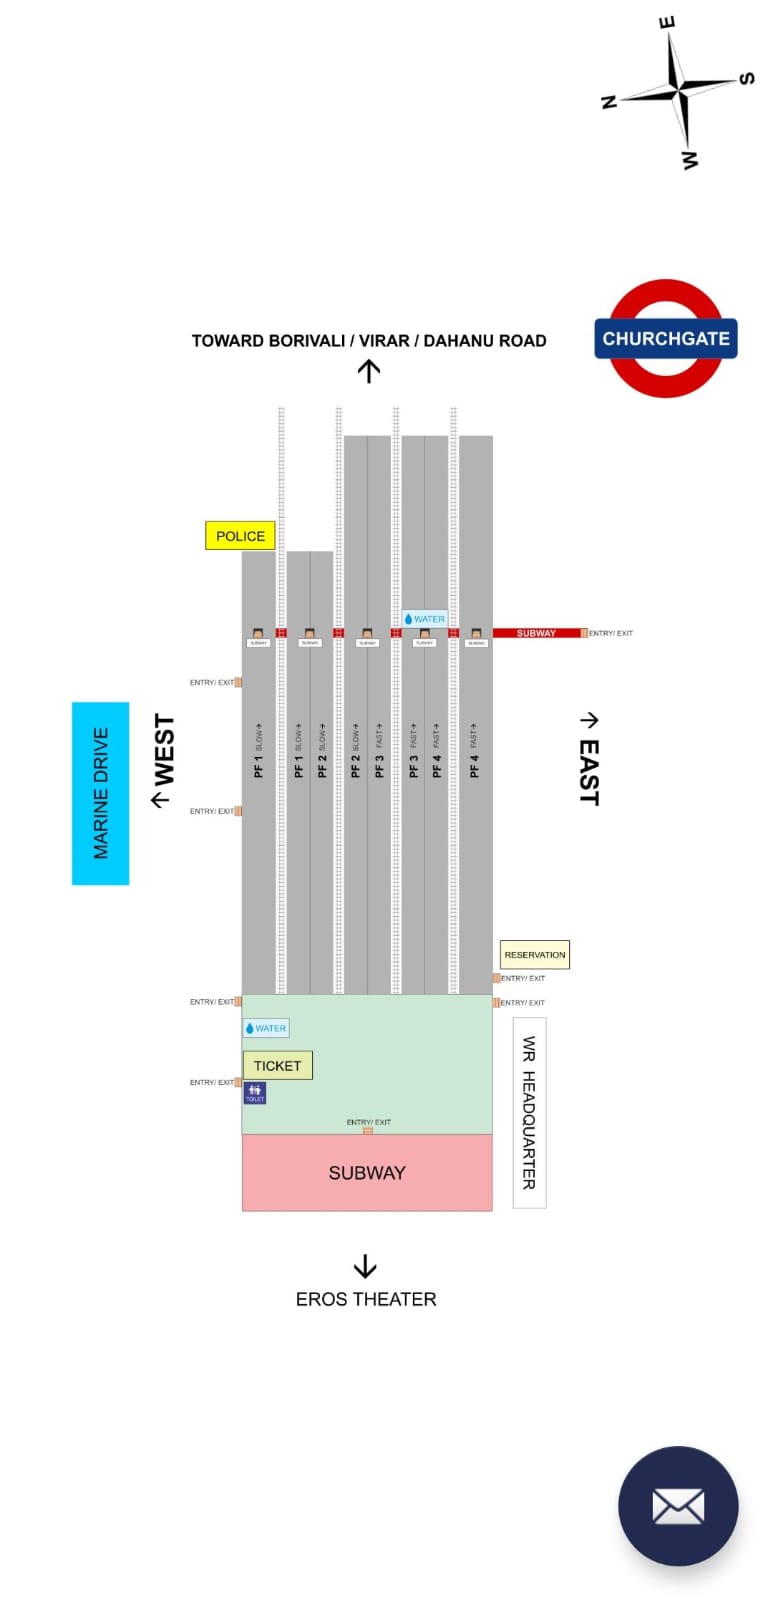 E
N
S
W
CHURCHGATE
TOWARD BORIVALI / VIRAR / DAHANU ROAD
POLICE
WATER
SUBWAY
SUBWAY
SUBWAY
SUBWAY
SUBWAY
SUBWAY
ENTRY/ EXIT
ENTRY/ EXIT
MARINE DRIVE
WEST
PF 1 SLOW
PF 1 SLOW
PF 2 SLOW
PF 2 SLOW
PF 3 FAST
PF 3 FAST
PF 4 FAST
PF 4 FAST
EAST
ENTRY/ EXIT
RESERVATION
ENTRY/ EXIT
ENTRY/ EXIT
ENTRY/ EXIT
WATER
TICKET
ENTRY/ EXIT
TOILET
ENTRY/ EXIT
WR HEADQUARTER
SUBWAY
EROS THEATER